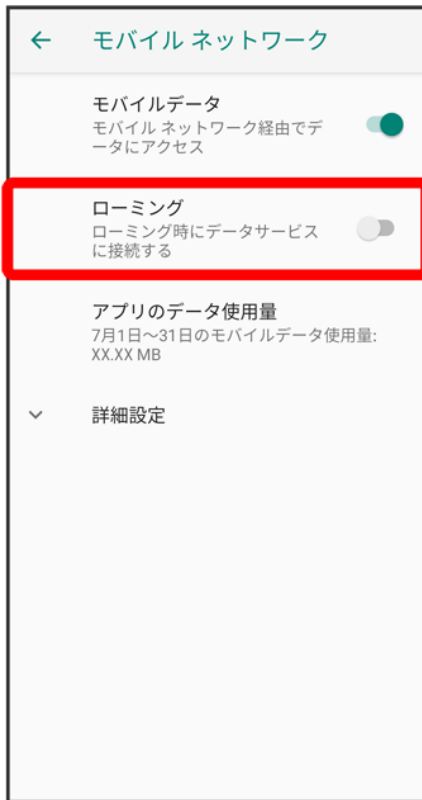 モバイル ネットワーク
モバイルデータ
モバイル ネットワーク経由でデ
ータにアクセス
ローミング
ローミング時にデータサービス
に接続する
アプリのデータ使用量
7月1日～31日のモバイルデータ使用量:
XX.XX MB
詳細設定